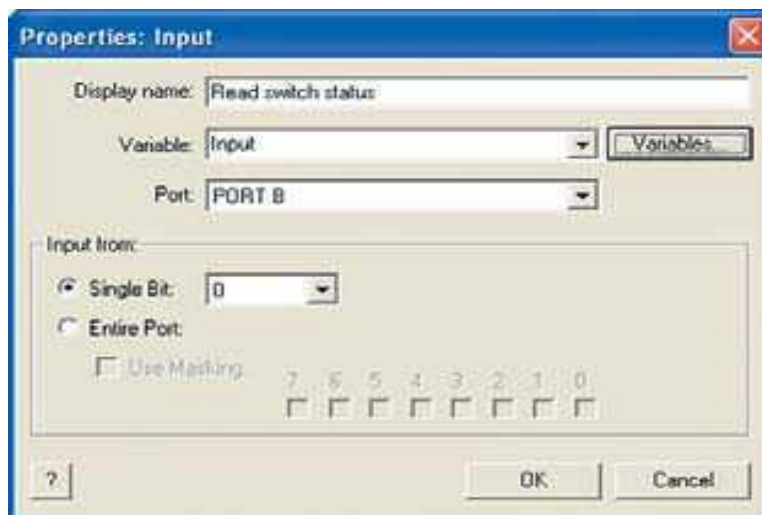 Properties: Input
Display name: Read switch status
Variable: Input Variables...
Port: PORT B
Input from:
Single Bit: 0
Entire Port:
Use Masking
7 6 5 4 3 2 1 0
? OK Cancel